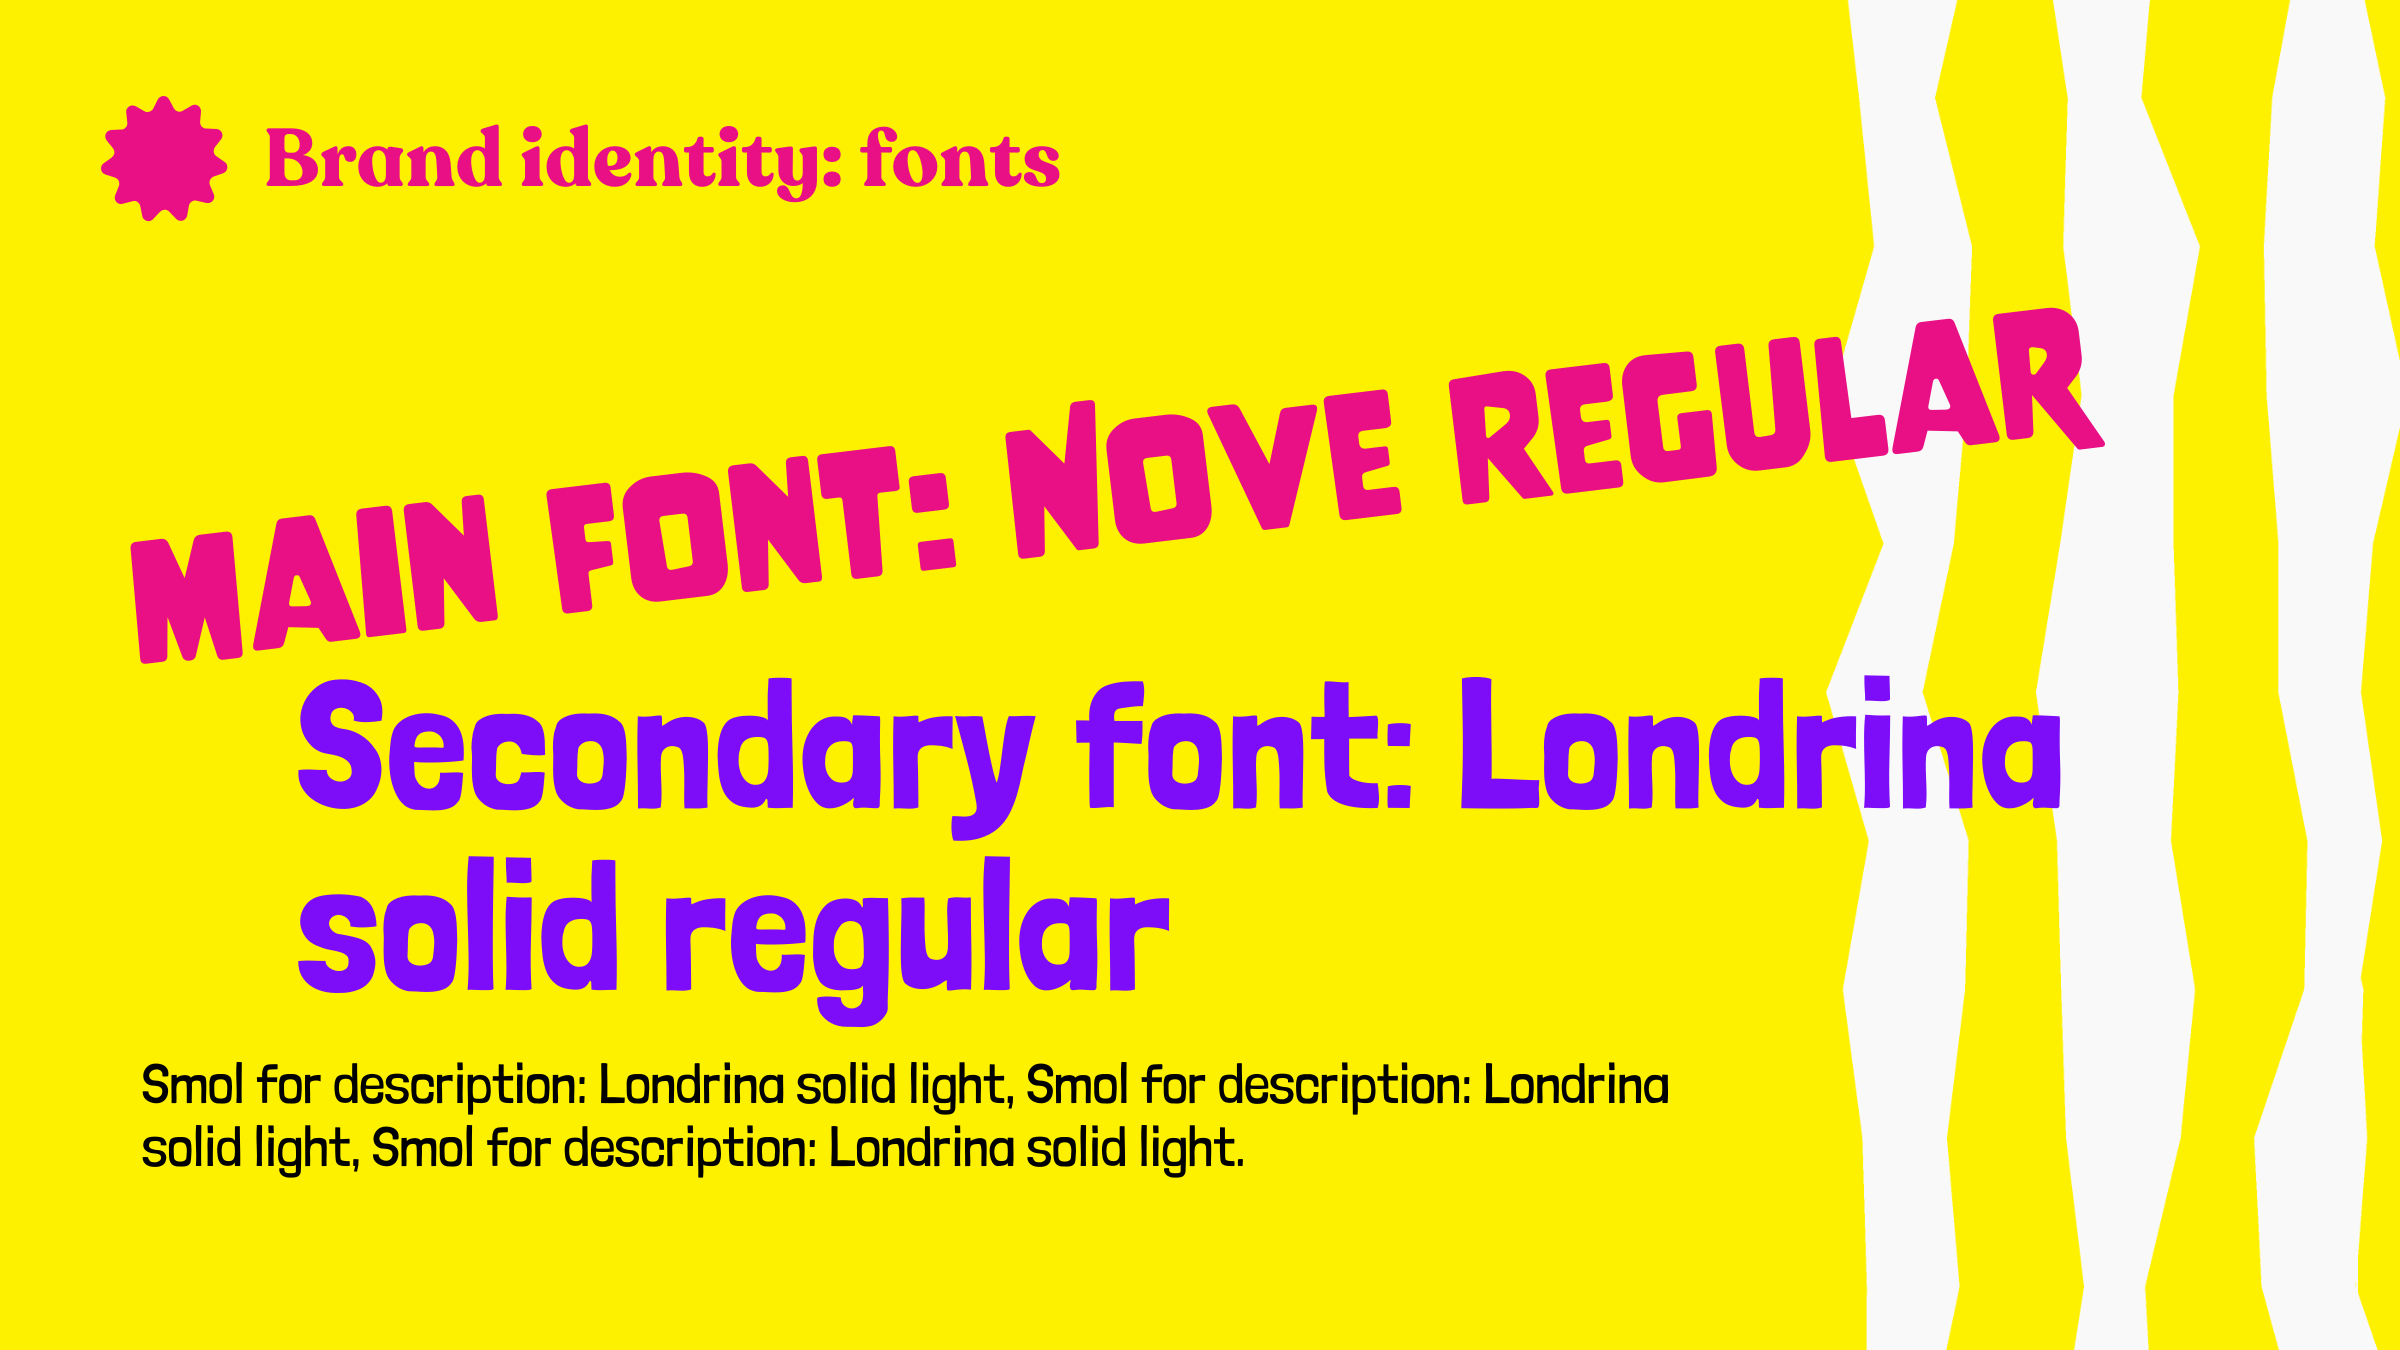 Brand identity: fonts
MAIN FONT: NOVE REGULAR
Secondary font: Londrina
solid regular
Smol for description: Londrina solid light, Smol for description: Londrina
solid light, Smol for description: Londrina solid light.